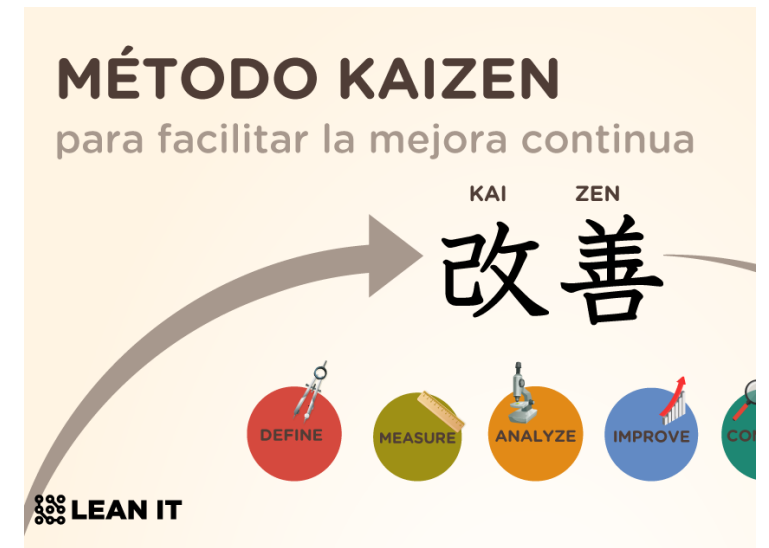 MÉTODO KAIZEN
para facilitar la mejora continua
KAI ZEN
改善
DEFINE
MEASURE
ANALYZE
IMPROVE
LEAN IT